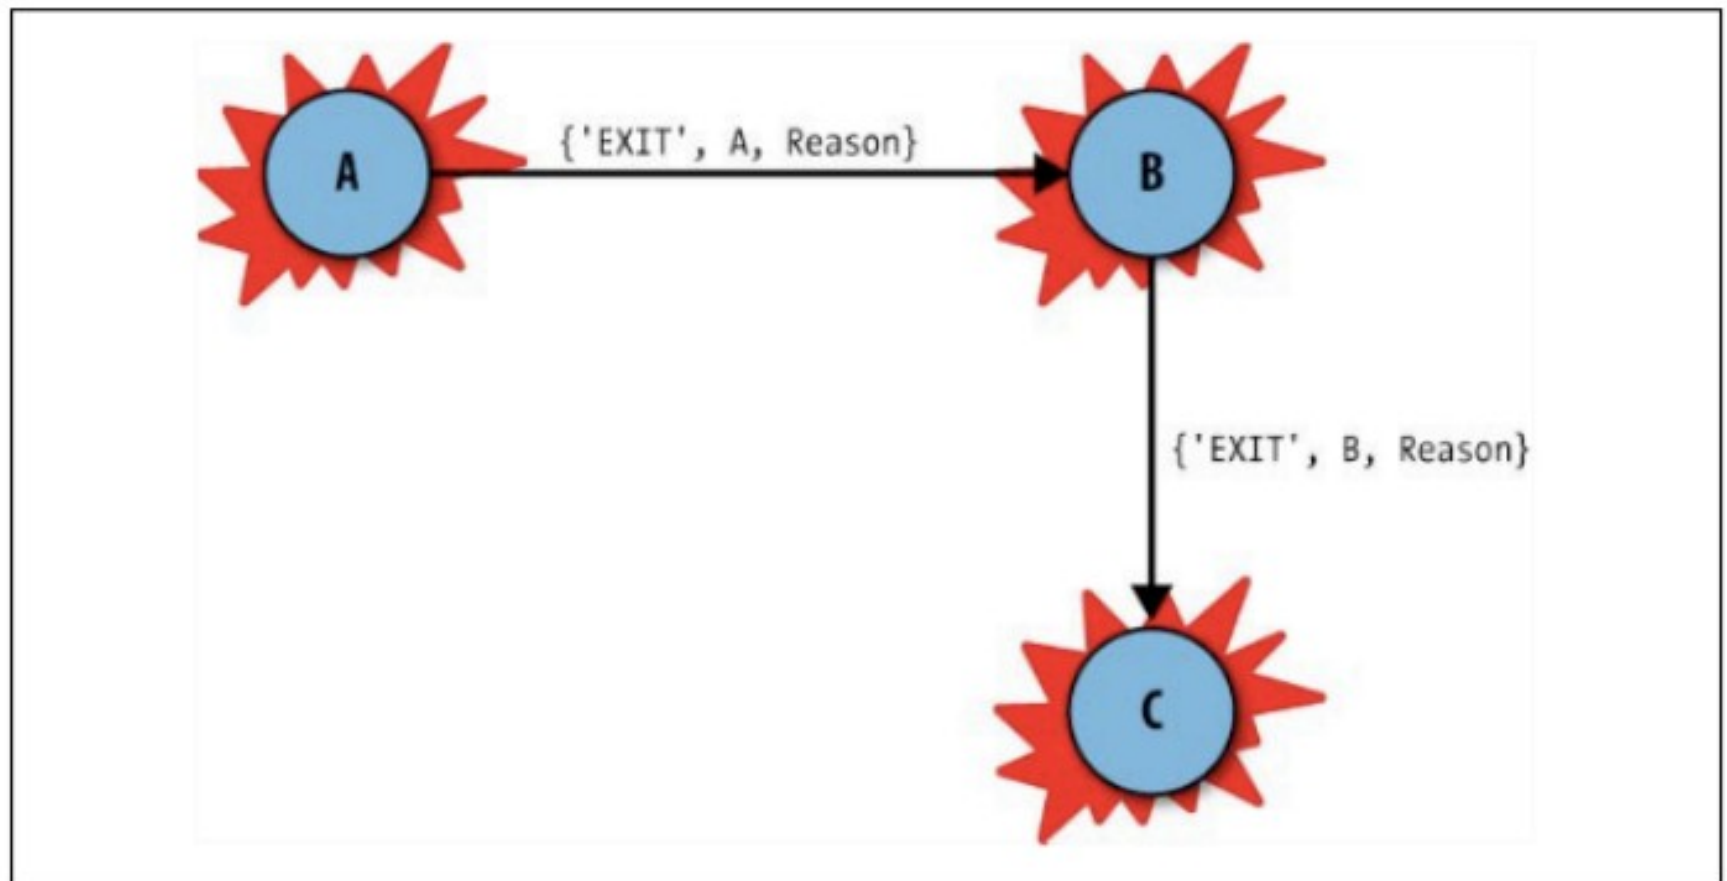 A
{'EXIT', A, Reason}
B
{'EXIT', B, Reason}
C